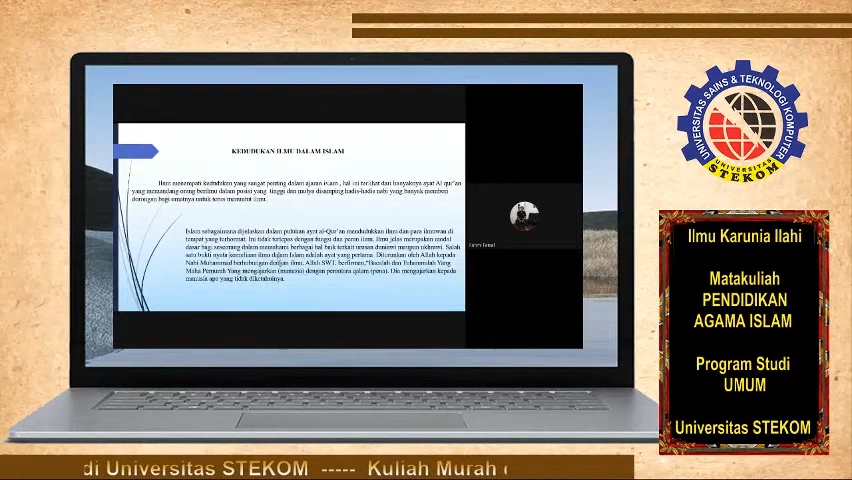 KEDUDUKAN ILMU DALAM ISLAM
Ilmu menempati kedudukan yang sangat penting dalam ajaran islam , hal ini terlihat dari banyaknya ayat Al qur'an
yang memandang orang berilmu dalam posisi yang tinggi dan mulya disamping hadis-hadis nabi yang banyak memberi
dorongan bagi umatnya untuk terus menuntut ilmu.
Islam sebagaimana dijelaskan dalam puluhan ayat al-Qur'an mendudukkan ilmu dan para ilmuwan di
tempat yang terhormat. Ini tidak terlepas dengan fungsi dan peran ilmu. Ilmu jelas merupakan modal
dasar bagi seseorang dalam memahami berbagai hal baik terkait urusan duniawi maupun ukhrowi. Salah
satu bukti nyata kemuliaan ilmu dalam Islam adalah ayat yang pertama Diturunkan oleh Allah kepada
Nabi Muhammad berhubungan dengan ilmu. Allah SWT. berfirman,"Bacalah dan Tuhanmulah Yang
Maha Pemurah Yang mengajarkan (manusia) dengan perantara qalam (pena). Dia mengajarkan kepada
manusia apa yang tidak diketahuinya.
UNIVERSITAS SAINS & TEKNOLOGI KOMPUTER
UNIVERSITAS
STEKOM
Ilmu Karunia Ilahi
Matakuliah
PENDIDIKAN
AGAMA ISLAM
Program Studi
UMUM
Universitas STEKOM
di Universitas STEKOM ----- Kuliah Murah